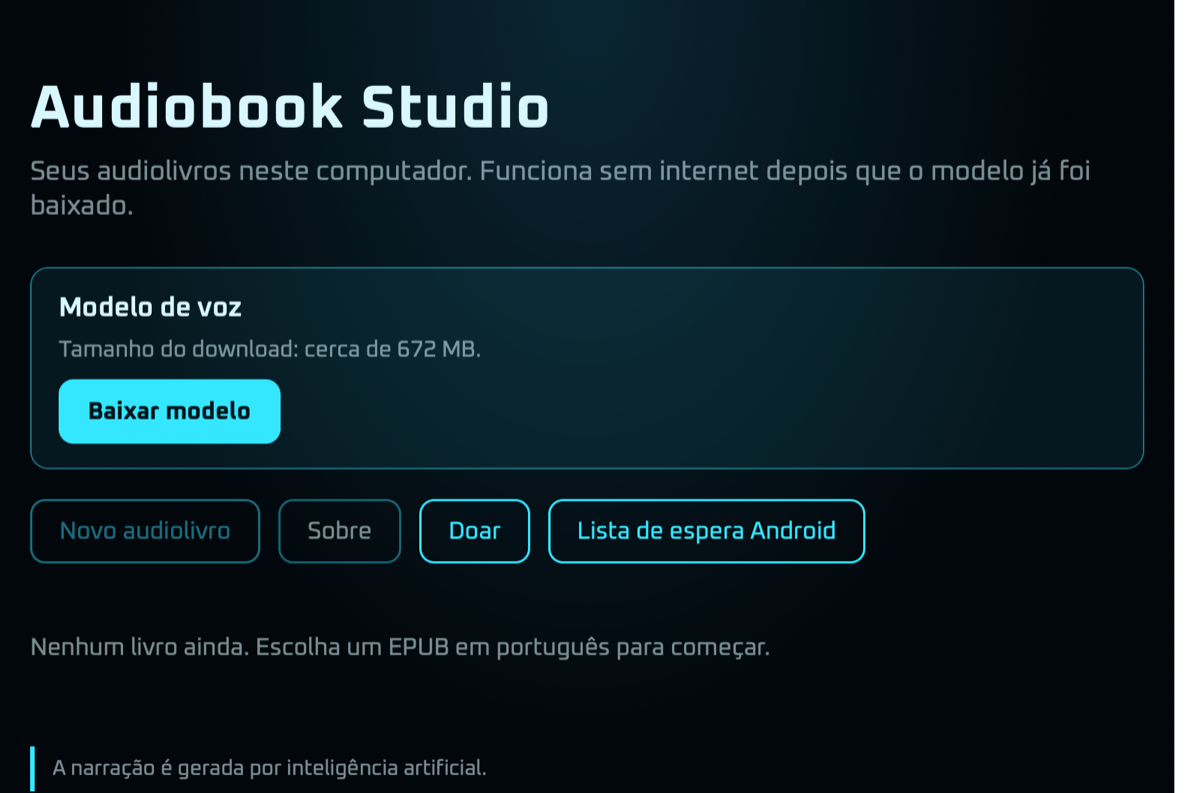 Audiobook Studio
Seus audiolivros neste computador. Funciona sem internet depois que o modelo já foi
baixado.
Modelo de voz
Tamanho do download: cerca de 672 MB.
Baixar modelo
Novo audiolivro
Sobre
Doar
Lista de espera Android
Nenhum livro ainda. Escolha um EPUB em português para começar.
A narração é gerada por inteligência artificial.